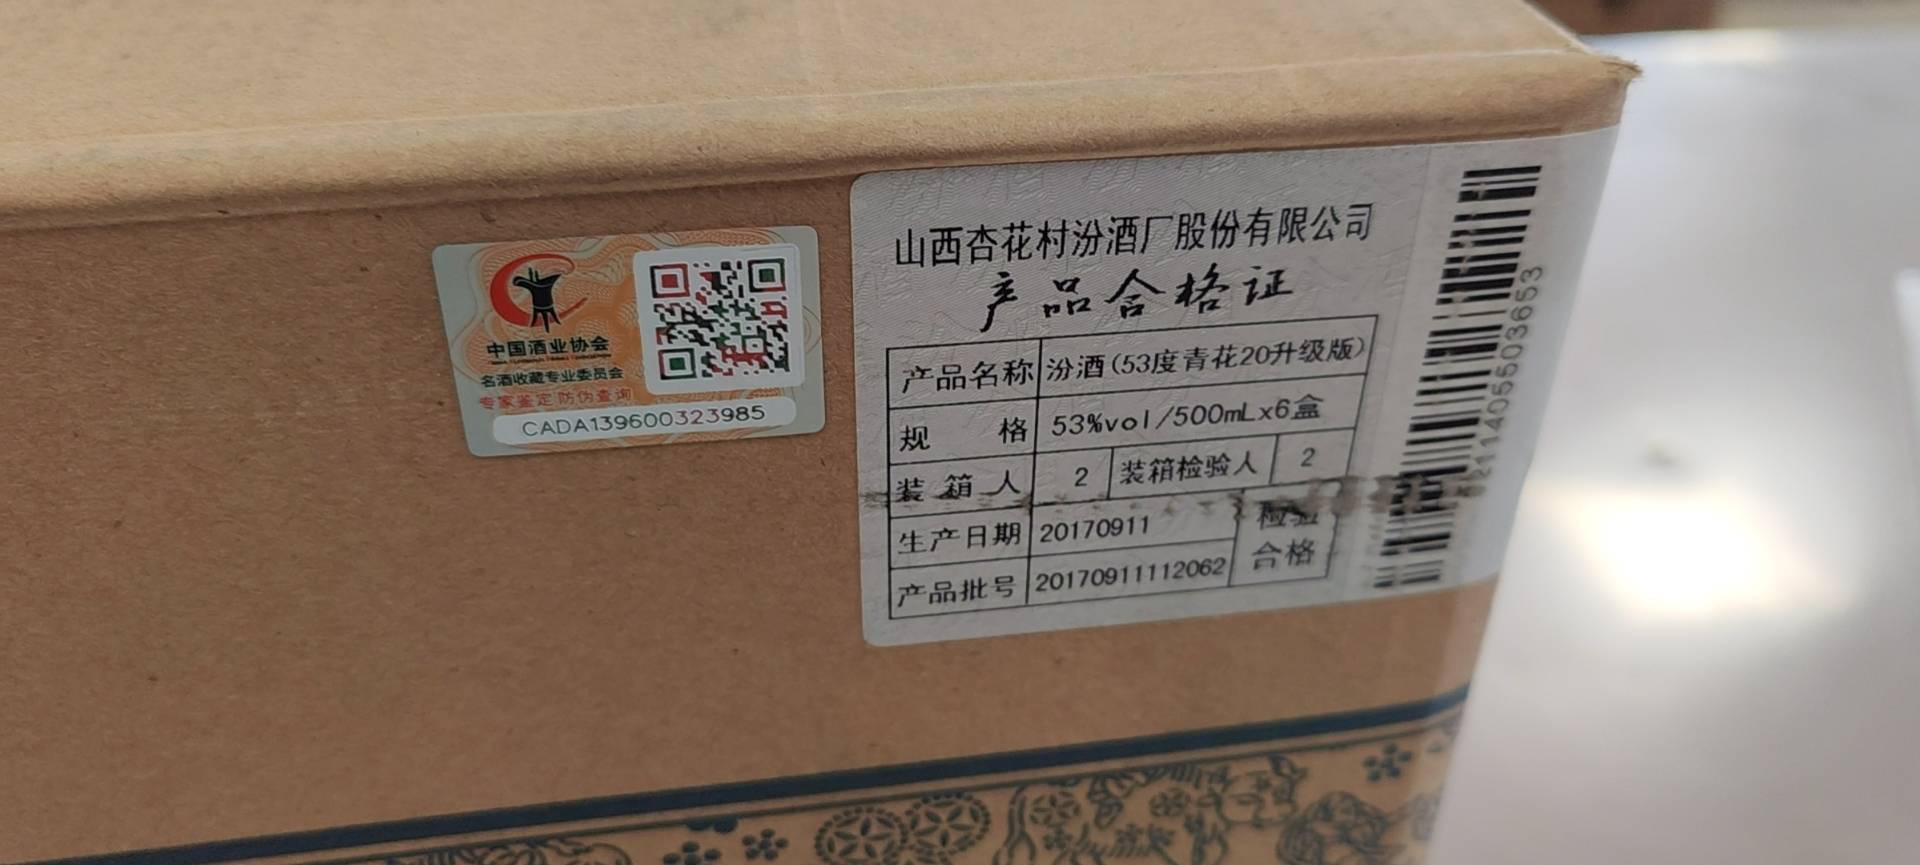 中国酒业协会
名酒收藏专业委员会
专家鉴定 防伪查询
CADA139600323985
山西杏花村汾酒厂股份有限公司
产品合格证
产品名称 汾酒(53度青花20升级版)
规 格 53%vol/500mLx6盒
装 箱 人 2 装箱检验人 2
生产日期 20170911 检验
产品批号 20170911112062 合格